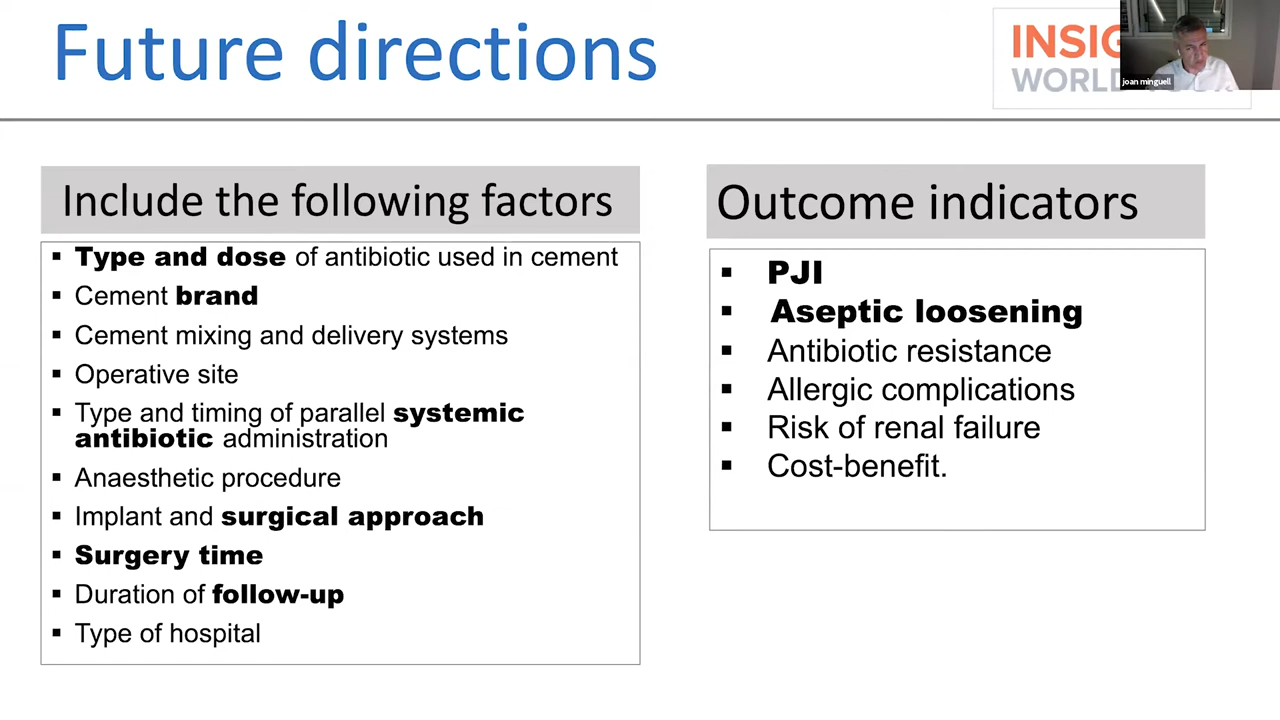 Future directions
INSIG
WORLD
joan minguell
Include the following factors
▪ Type and dose of antibiotic used in cement
▪ Cement brand
▪ Cement mixing and delivery systems
▪ Operative site
▪ Type and timing of parallel systemic
antibiotic administration
▪ Anaesthetic procedure
▪ Implant and surgical approach
▪ Surgery time
▪ Duration of follow-up
▪ Type of hospital
Outcome indicators
▪ PJI
▪ Aseptic loosening
▪ Antibiotic resistance
▪ Allergic complications
▪ Risk of renal failure
▪ Cost-benefit.